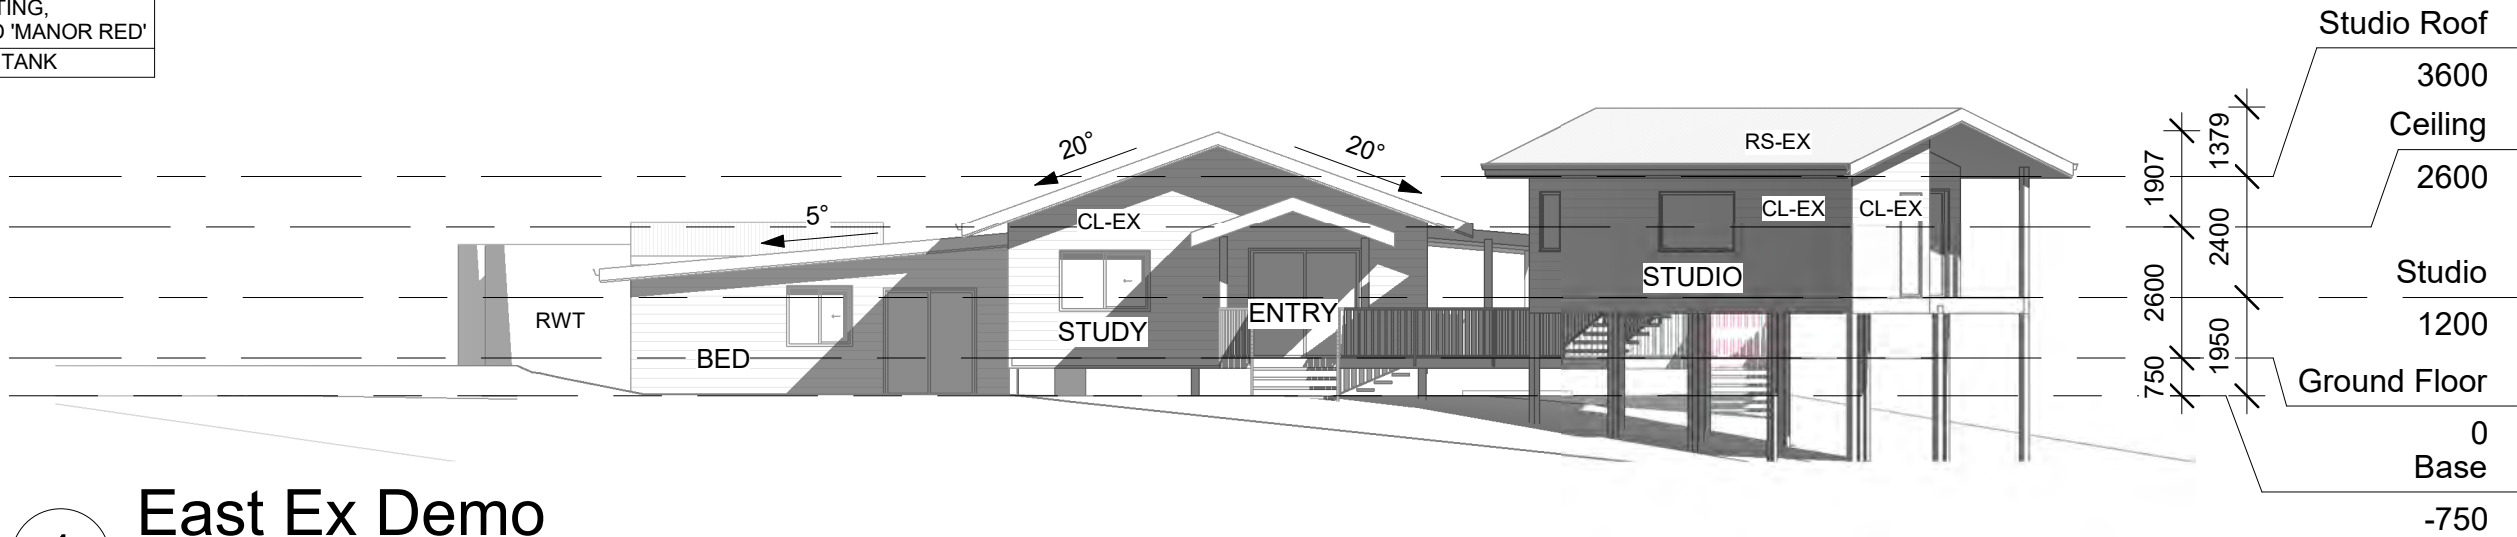 TING,
'MANOR RED'
TANK
Studio Roof
3600
Ceiling
2600
Studio
1200
Ground Floor
0
Base
-750
1379
1907
2400
2600
1950
750
20°
20°
5°
RS-EX
CL-EX
CL-EX
CL-EX
STUDIO
ENTRY
STUDY
BED
RWT
East Ex Demo